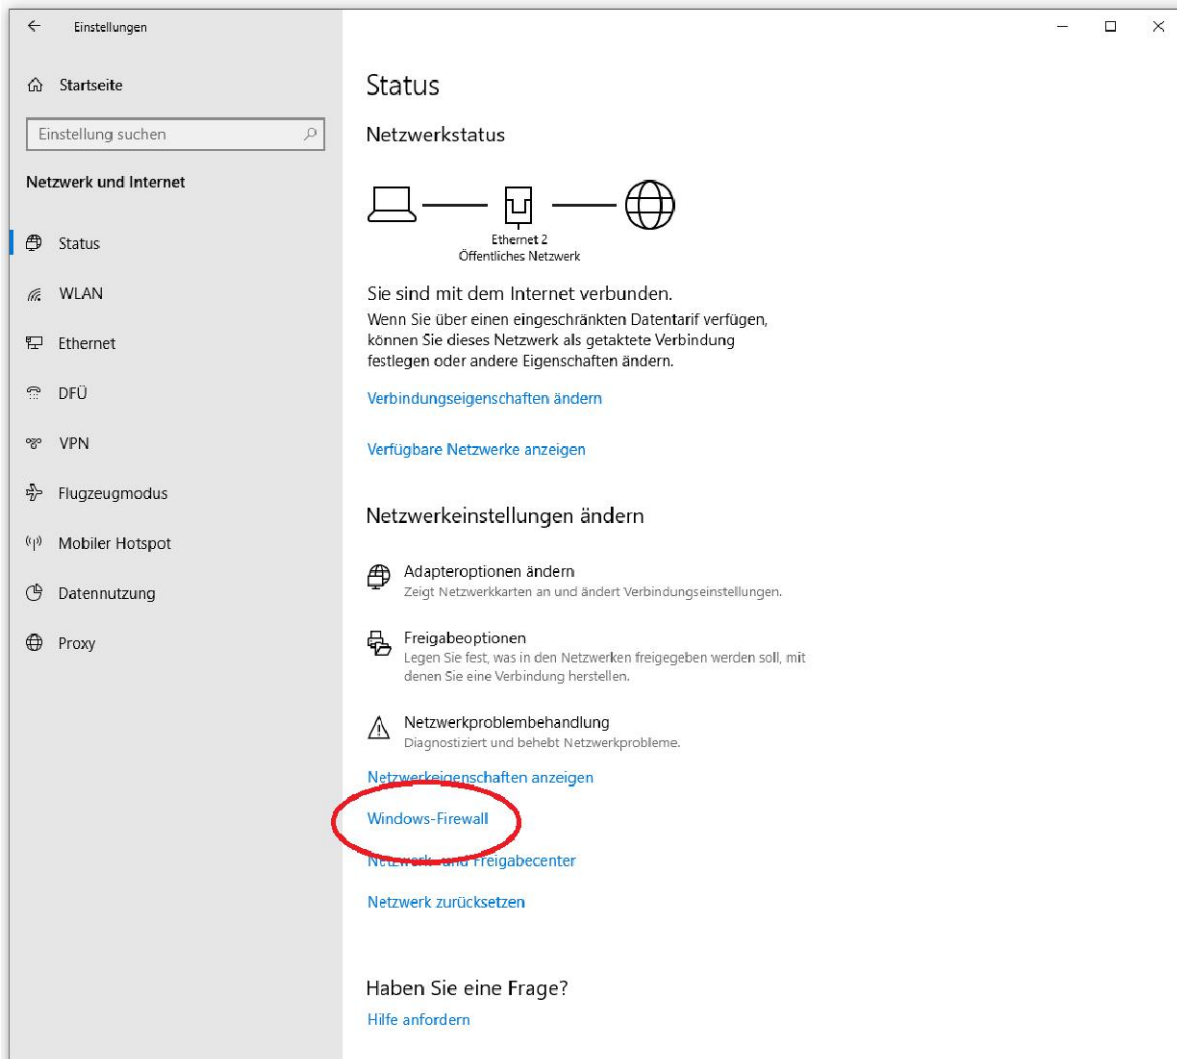 Einstellungen
Startseite
Einstellung suchen
Netzwerk und Internet
Status
WLAN
Ethernet
DFÜ
VPN
Flugzeugmodus
Mobiler Hotspot
Datennutzung
Proxy
Status
Netzwerkstatus
Ethernet 2
Öffentliches Netzwerk
Sie sind mit dem Internet verbunden.
Wenn Sie über einen eingeschränkten Datentarif verfügen,
können Sie dieses Netzwerk als getaktete Verbindung
festlegen oder andere Eigenschaften ändern.
Verbindungseigenschaften ändern
Verfügbare Netzwerke anzeigen
Netzwerkeinstellungen ändern
Adapteroptionen ändern
Zeigt Netzwerkkarten an und ändert Verbindungseinstellungen.
Freigabeoptionen
Legen Sie fest, was in den Netzwerken freigegeben werden soll, mit
denen Sie eine Verbindung herstellen.
Netzwerkproblembehandlung
Diagnostiziert und behebt Netzwerkprobleme.
Netzwerkeigenschaften anzeigen
Windows-Firewall
Netzwerk- und Freigabecenter
Netzwerk zurücksetzen
Haben Sie eine Frage?
Hilfe anfordern